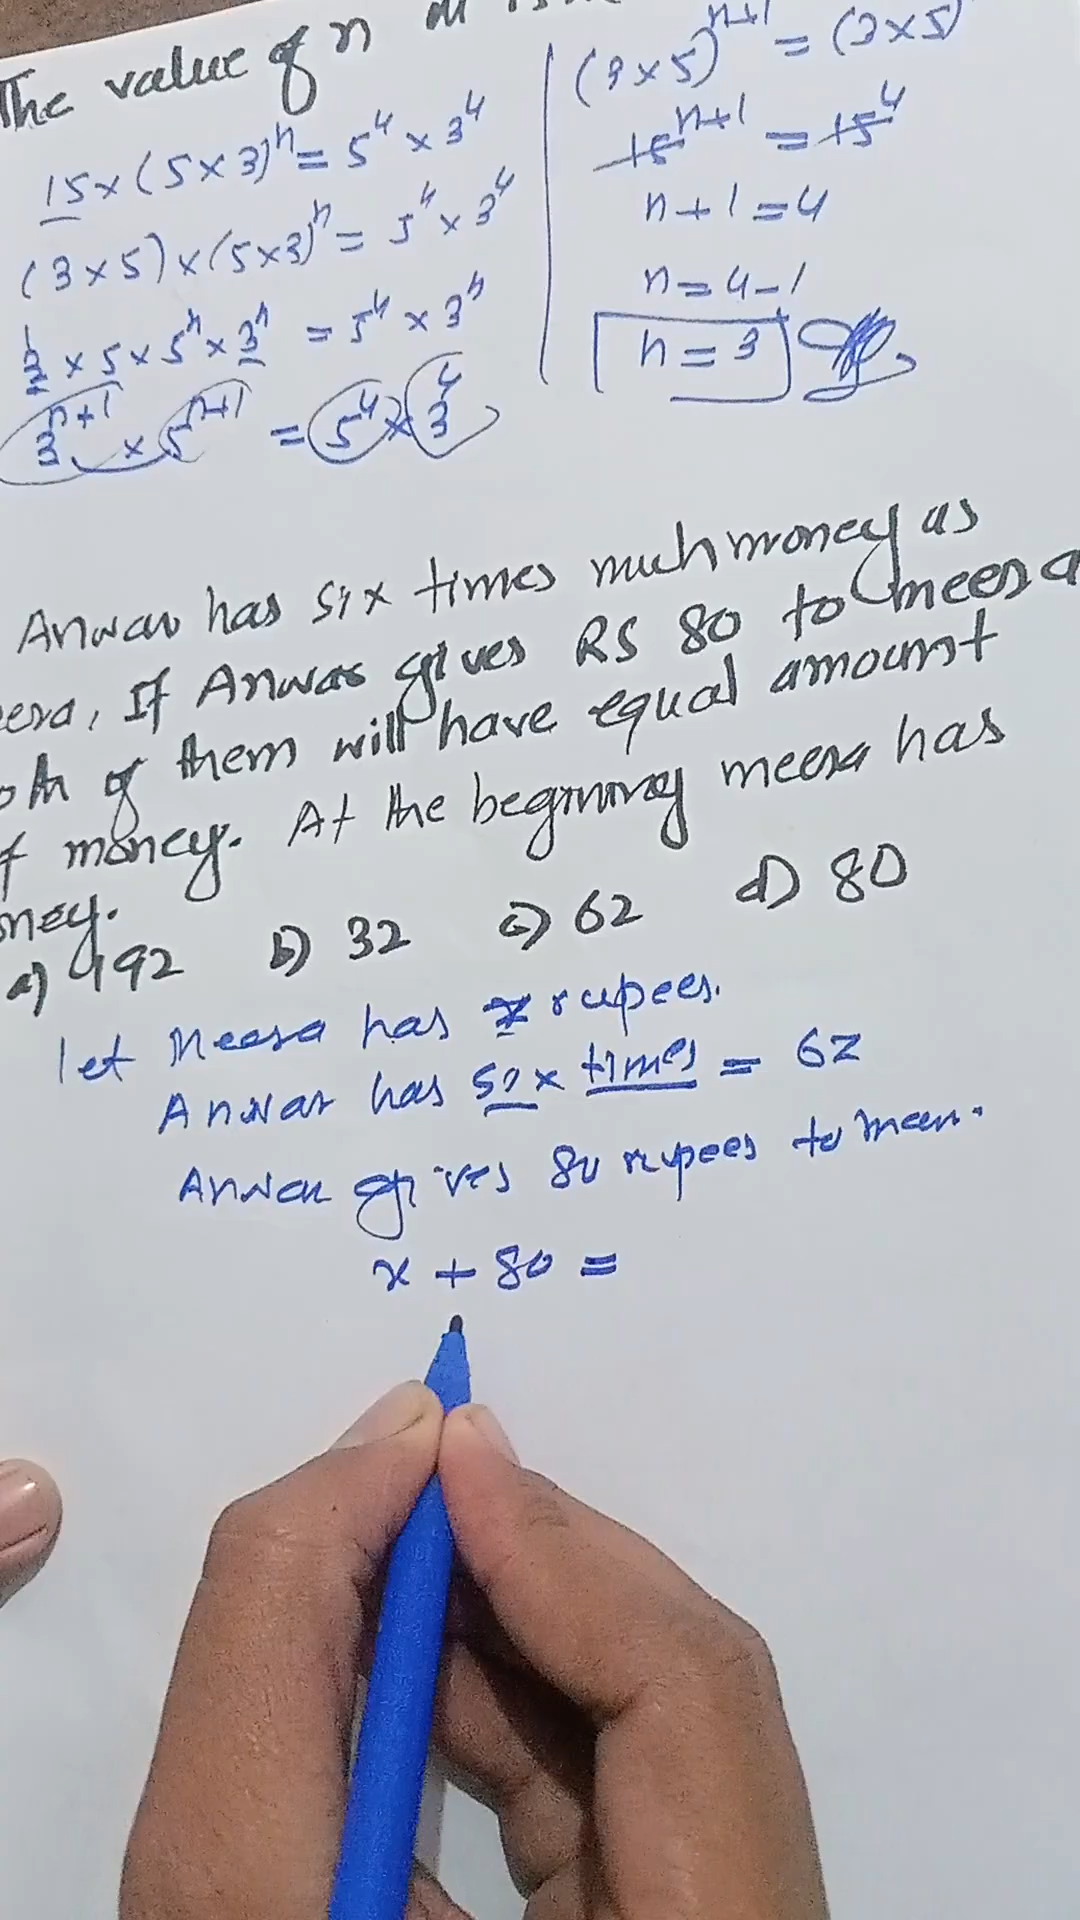 The value of n
15 × (5 × 3)^n = 5^4 × 3^4
(3 × 5) × (5×3)^n = 5^4 × 3^4
3 × 5 × 5^n × 3^n = 5^4 × 3^4
3^n+1 × 5^n+1 = 5^4 × 3^4
(3 × 5)^n+1 = (3 × 5)
15^n+1 = 15^4
n + 1 = 4
n = 4 - 1
n = 3
Anwar has six times much money as
If Anwar gives RS 80 to meera
of them will have equal amount
money. At the beginning meera has
a) 192 b) 32 c) 62 d) 80
let Meera has x rupees.
Anwar has six times = 6x
Anwar gives 80 rupees to meera.
x + 80 =